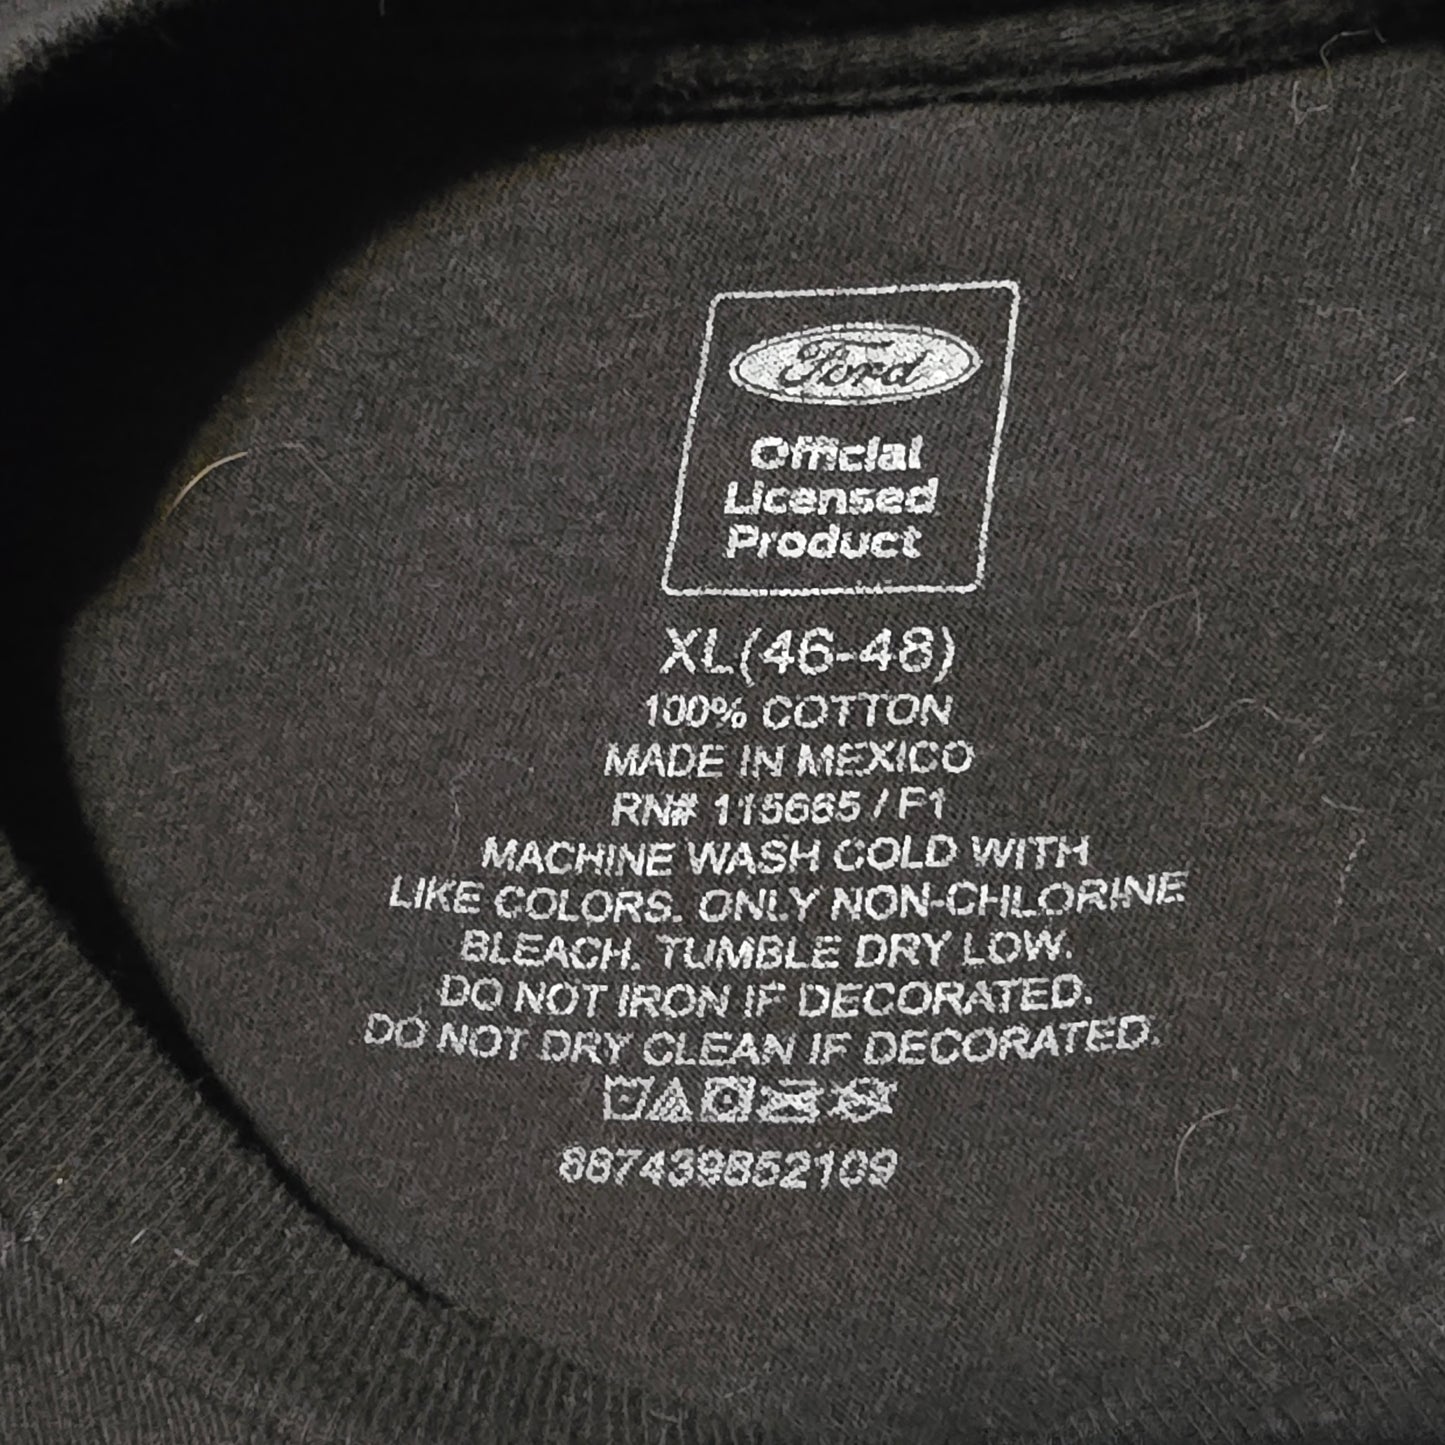 Ford
Official
Licensed
Product
XL(46-48)
100% COTTON
MADE IN MEXICO
RN# 115665 / F1
MACHINE WASH COLD WITH
LIKE COLORS. ONLY NON-CHLORINE
BLEACH. TUMBLE DRY LOW.
DO NOT IRON IF DECORATED.
DO NOT DRY CLEAN IF DECORATED.